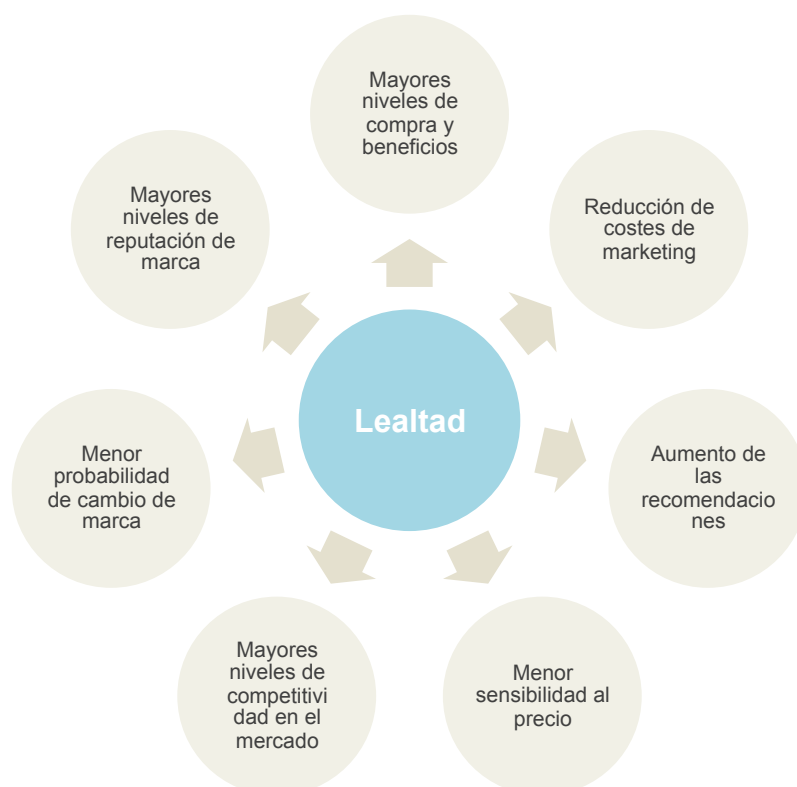 Mayores
niveles de
compra y
beneficios
Reducción de
costes de
marketing
Aumento de
las
recomendacio
nes
Menor
sensibilidad al
precio
Mayores
niveles de
competitivi
dad en el
mercado
Menor
probabilidad
de cambio de
marca
Mayores
niveles de
reputación de
marca
Lealtad